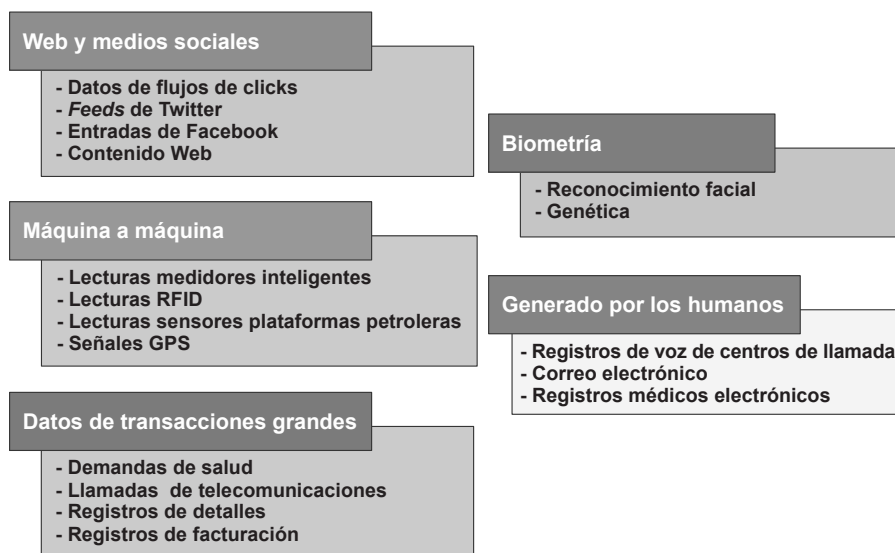 Web y medios sociales
- Datos de flujos de clicks
- Feeds de Twitter
- Entradas de Facebook
- Contenido Web
Máquina a máquina
- Lecturas medidores inteligentes
- Lecturas RFID
- Lecturas sensores plataformas petroleras
- Señales GPS
Datos de transacciones grandes
- Demandas de salud
- Llamadas de telecomunicaciones
- Registros de detalles
- Registros de facturación
Biometría
- Reconocimiento facial
- Genética
Generado por los humanos
- Registros de voz de centros de llamada
- Correo electrónico
- Registros médicos electrónicos